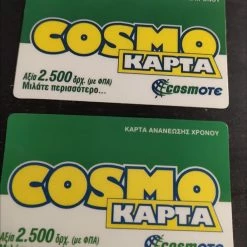 COSMO
ΚΑΡΤΑ
Αξία 2.500 δρχ. (με ΦΠΑ)
Μιλάτε περισσότερο...
COSMOTE
ΚΑΡΤΑ ΑΝΑΝΕΩΣΗΣ ΧΡΟΝΟΥ
COSMO
ΚΑΡΤΑ
Αξία 2.500 δρχ. (με ΦΠΑ)
COSMOTE